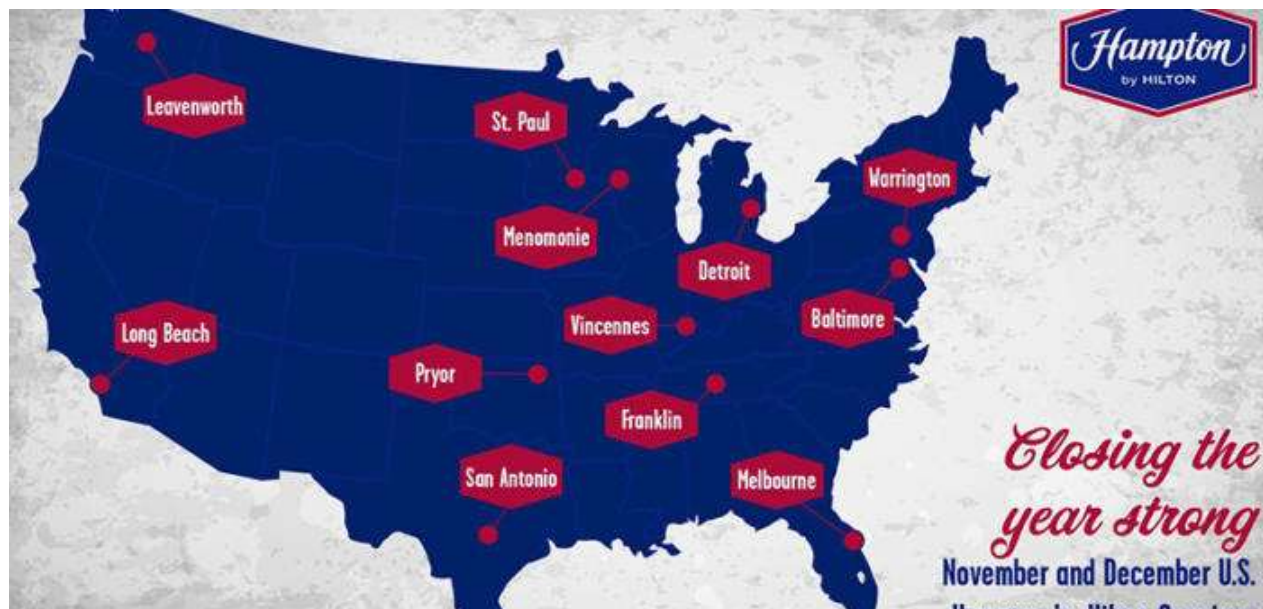 Hampton
by HILTON
Leavenworth
St. Paul
Warrington
Menomonie
Detroit
Long Beach
Vincennes
Baltimore
Pryor
Franklin
San Antonio
Melbourne
Closing the
year strong
November and December U.S.